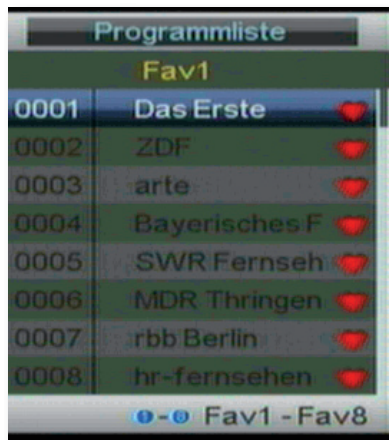 Programmliste
Fav1
0001 Das Erste
0002 ZDF
0003 arte
0004 Bayerisches F
0005 SWR Fernseh
0006 MDR Thringen
0007 rbb Berlin
0008 hr-fernsehen
Fav1 - Fav8